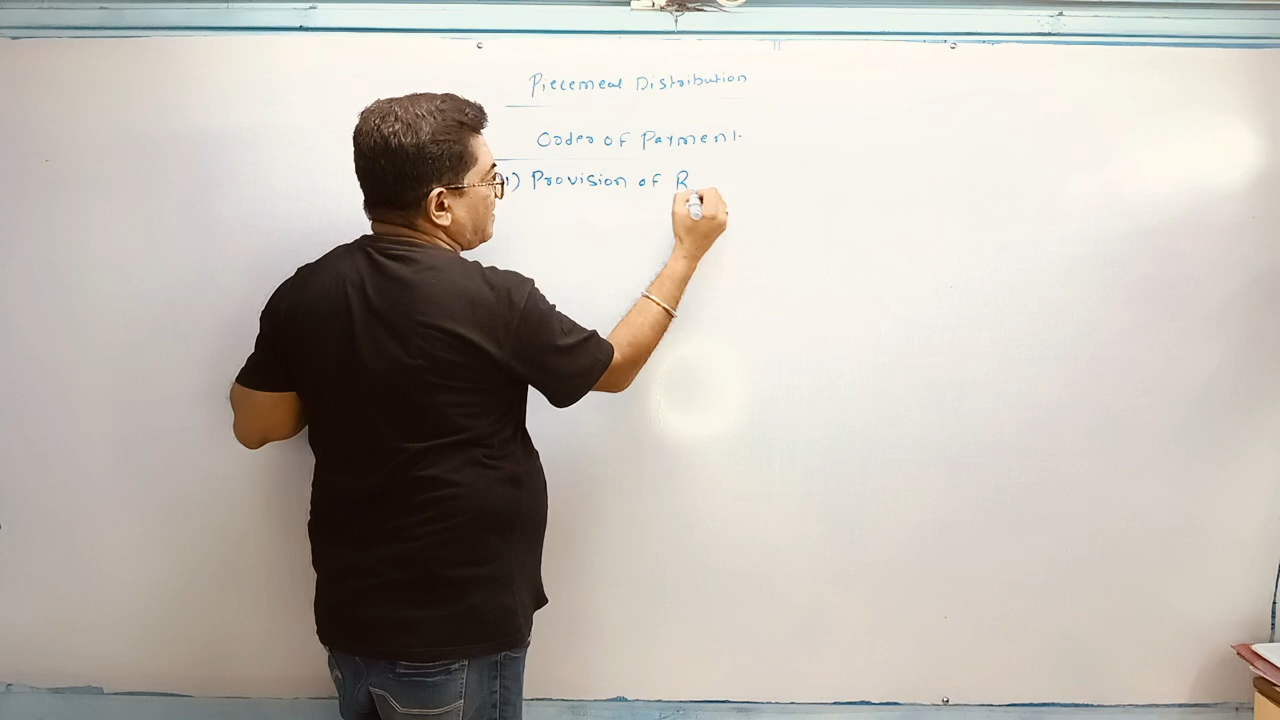 Piecemeal Distribution
Order of Payment
1) Provision of R